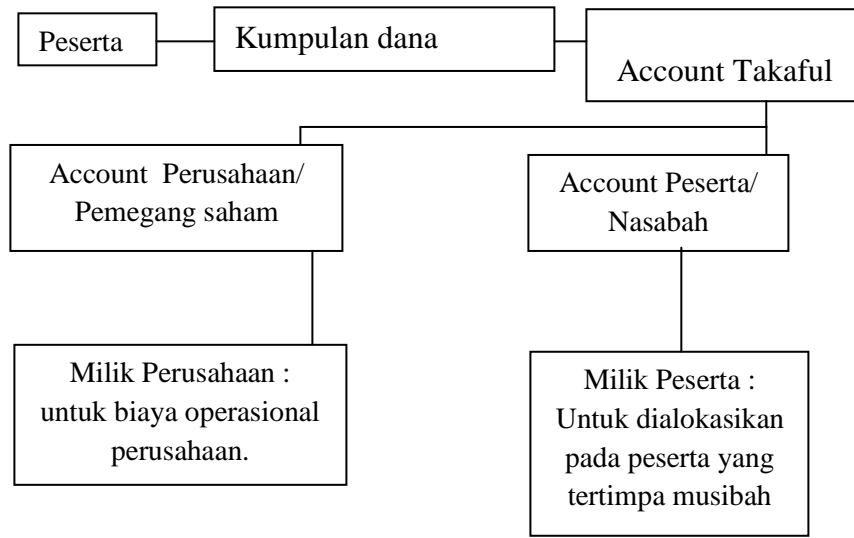 Peserta
Kumpulan dana
Account Takaful
Account Perusahaan/
Pemegang saham
Account Peserta/
Nasabah
Milik Perusahaan :
untuk biaya operasional
perusahaan.
Milik Peserta :
Untuk dialokasikan
pada peserta yang
tertimpa musibah